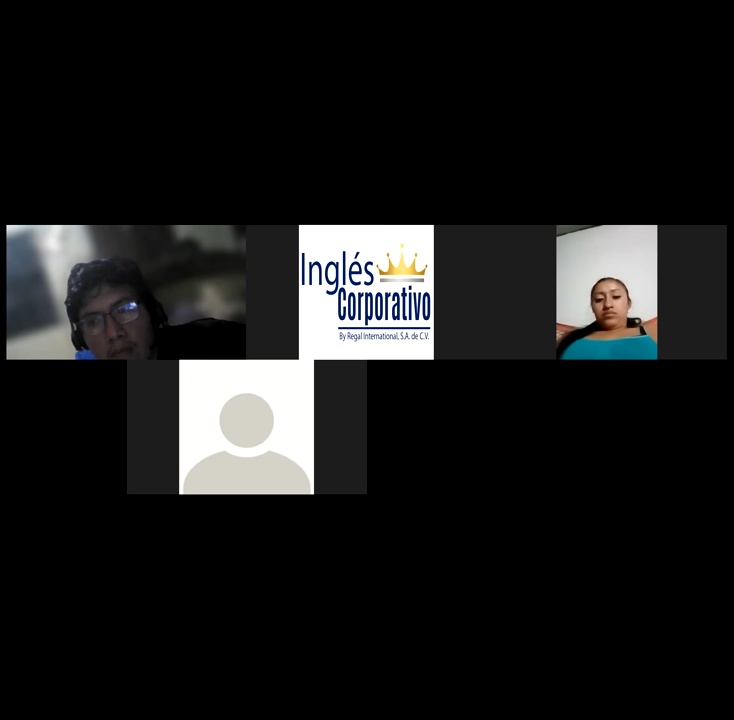 Inglés
Corporativo
By Regal International, S.A. de C.V.